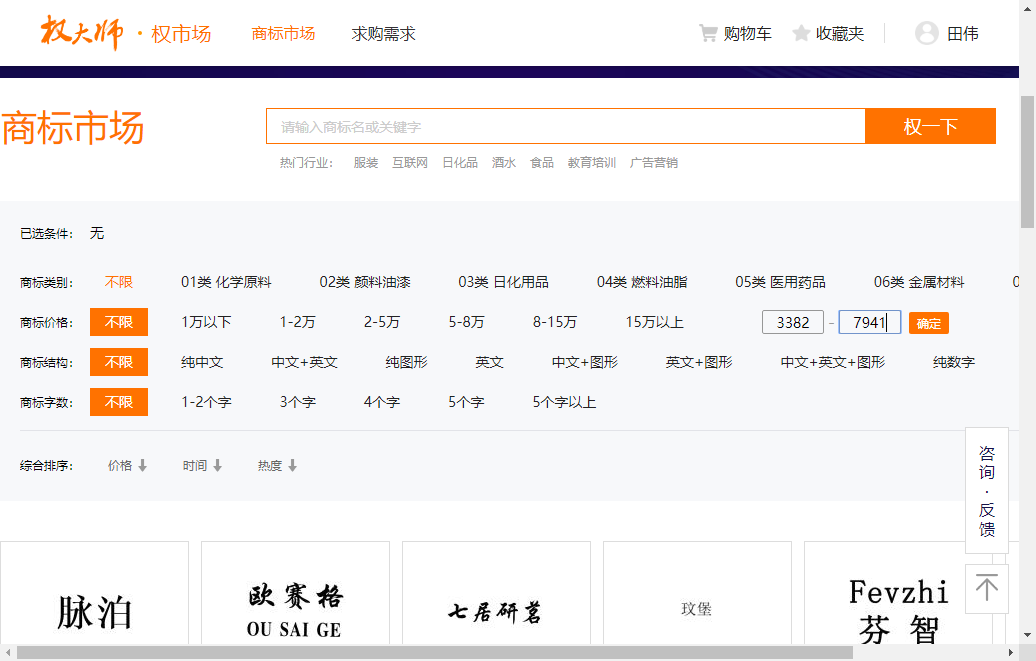 权大师 · 权市场 商标市场 求购需求 购物车 收藏夹 田伟
商标市场 请输入商标名或关键字 权一下
热门行业： 服装 互联网 日化品 酒水 食品 教育培训 广告营销
已选条件： 无
商标类别： 不限 01类 化学原料 02类 颜料油漆 03类 日化用品 04类 燃料油脂 05类 医用药品 06类 金属材料 0
商标价格： 不限 1万以下 1-2万 2-5万 5-8万 8-15万 15万以上 3382 - 7941 确定
商标结构： 不限 纯中文 中文+英文 纯图形 英文 中文+图形 英文+图形 中文+英文+图形 纯数字
商标字数： 不限 1-2个字 3个字 4个字 5个字 5个字以上
综合排序： 价格 时间 热度
咨询·反馈
脉泊
欧赛格
OU SAI GE
七居研茗
玟堡
Fevzhi
芬智